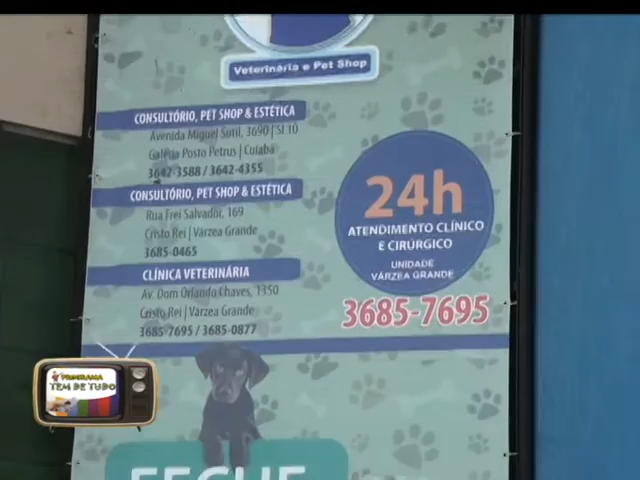 Veterinária e Pet Shop
CONSULTÓRIO, PET SHOP & ESTÉTICA
Avenida Miguel Sutil, 3690 | Sl 10
Galeria Posto Petrus | Cuiabá
3642-3588 / 3642-4355
CONSULTÓRIO, PET SHOP & ESTÉTICA
Rua Frei Salvador, 169
Cristo Rei | Várzea Grande
3685-0465
CLÍNICA VETERINÁRIA
Av. Dom Orlando Chaves, 1350
Cristo Rei | Várzea Grande
3685-7695 / 3685-0877
24h
ATENDIMENTO CLÍNICO
E CIRÚRGICO
UNIDADE
VÁRZEA GRANDE
3685-7695
PROGRAMA
TEM DE TUDO